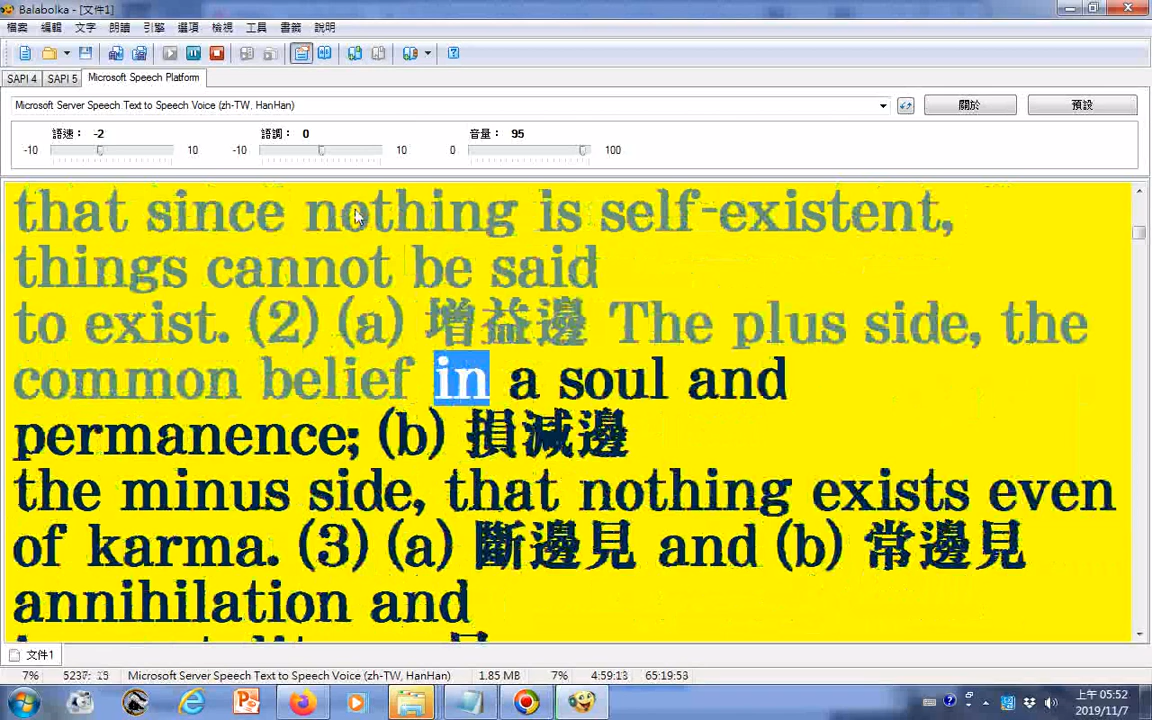 Balabolka - [文件1]
檔案 編輯 文字 朗讀 引擎 選項 檢視 工具 書籤 說明
SAPI 4 SAPI 5 Microsoft Speech Platform
Microsoft Server Speech Text to Speech Voice (zh-TW, HanHan) 關於 預設
語速： -2 語調： 0 音量： 95
-10 10 -10 10 0 100
that since nothing is self-existent,
things cannot be said
to exist. (2) (a) 增益邊 The plus side, the
common belief in a soul and
permanence; (b) 損減邊
the minus side, that nothing exists even
of karma. (3) (a) 斷邊見 and (b) 常邊見
annihilation and
文件1
7% 5237: 15 Microsoft Server Speech Text to Speech Voice (zh-TW, HanHan) 1.85 MB 7% 4:59:13 65:19:53
上午 05:52
2019/11/7